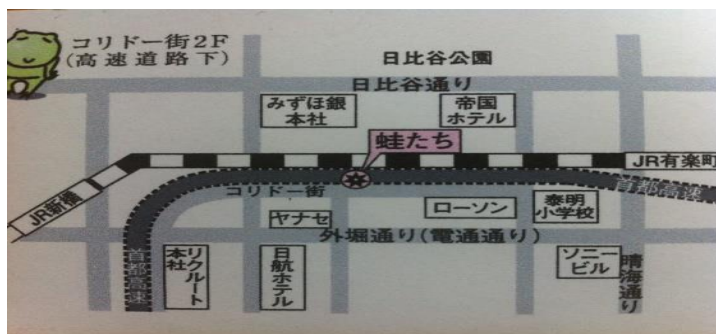 コリドー街2F
(高速道路下)
日比谷公園
日比谷通り
みずほ銀
本社
帝国
ホテル
蛙たち
JR有楽町
JR新橋
コリドー街
首都高速
ヤナセ
ローソン
泰明
小学校
外堀通り(電通通り)
首都高速
リクルート
本社
日航ホテル
ソニー
ビル
晴海通り